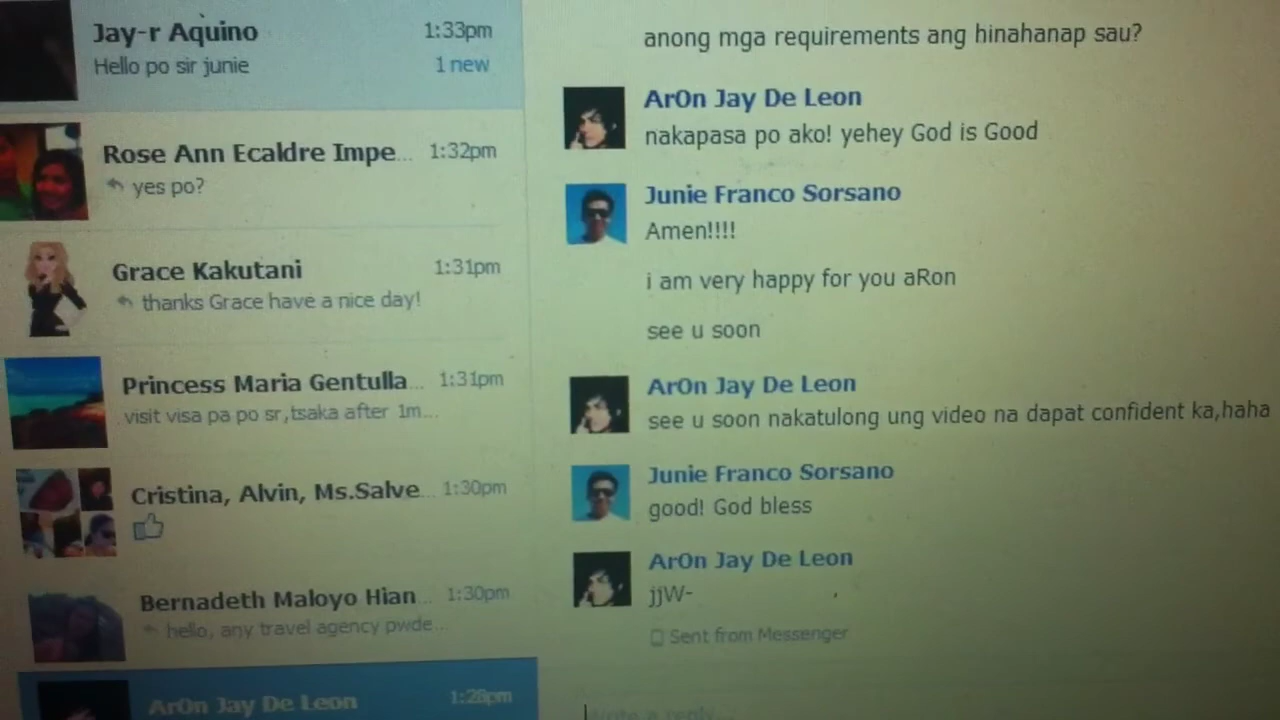 Jay-r Aquino 1:33pm
Hello po sir junie 1 new
Rose Ann Ecaldre Impe... 1:32pm
yes po?
Grace Kakutani 1:31pm
thanks Grace have a nice day!
Princess Maria Gentulla... 1:31pm
visit visa pa po sr,tsaka after 1m...
Cristina, Alvin, Ms.Salve... 1:30pm
Bernadeth Maloyo Hian... 1:30pm
hello, any travel agency pwde...
ArOn Jay De Leon 1:28pm
anong mga requirements ang hinahanap sau?
ArOn Jay De Leon
nakapasa po ako! yehey God is Good
Junie Franco Sorsano
Amen!!!!
i am very happy for you aRon
see u soon
ArOn Jay De Leon
see u soon nakatulong ung video na dapat confident ka,haha
Junie Franco Sorsano
good! God bless
ArOn Jay De Leon
jjW-
Sent from Messenger
Write a reply...